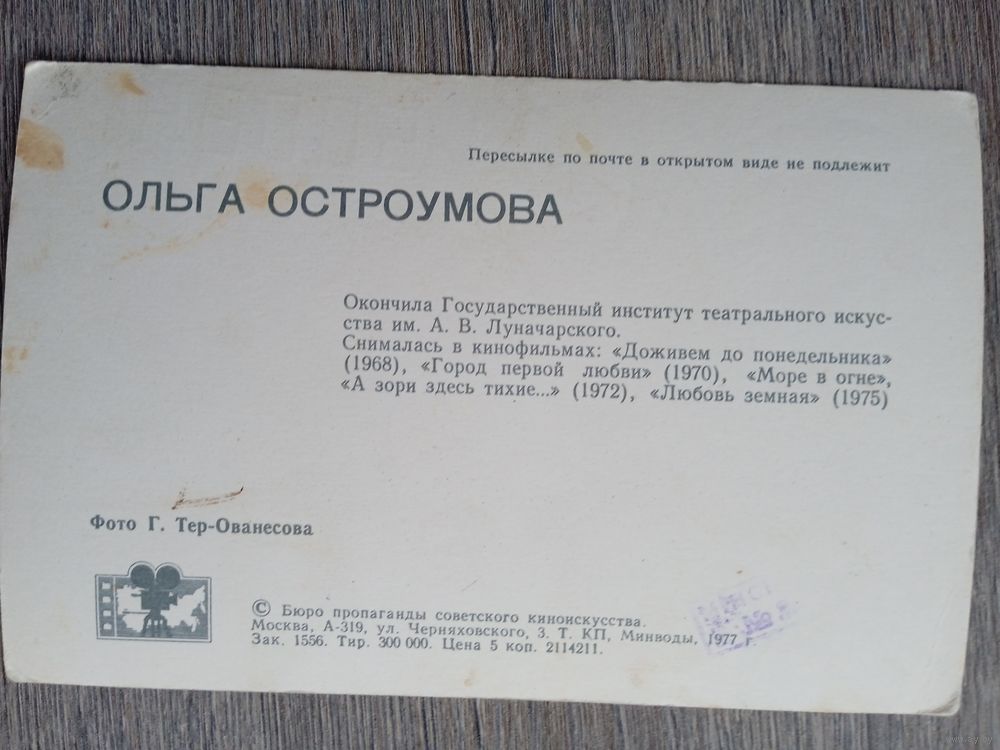 Пересылке по почте в открытом виде не подлежит
ОЛЬГА ОСТРОУМОВА
Окончила Государственный институт театрального искус-
ства им. А. В. Луначарского.
Снималась в кинофильмах: «Доживем до понедельника»
(1968), «Город первой любви» (1970), «Море в огне»,
«А зори здесь тихие...» (1972), «Любовь земная» (1975)
Фото Г. Тер-Ованесова
© Бюро пропаганды советского киноискусства.
Москва, А-319, ул. Черняховского, 3. Т. КП, Минводы, 1977 г.
Зак. 1556. Тир. 300 000. Цена 5 коп. 2114211.